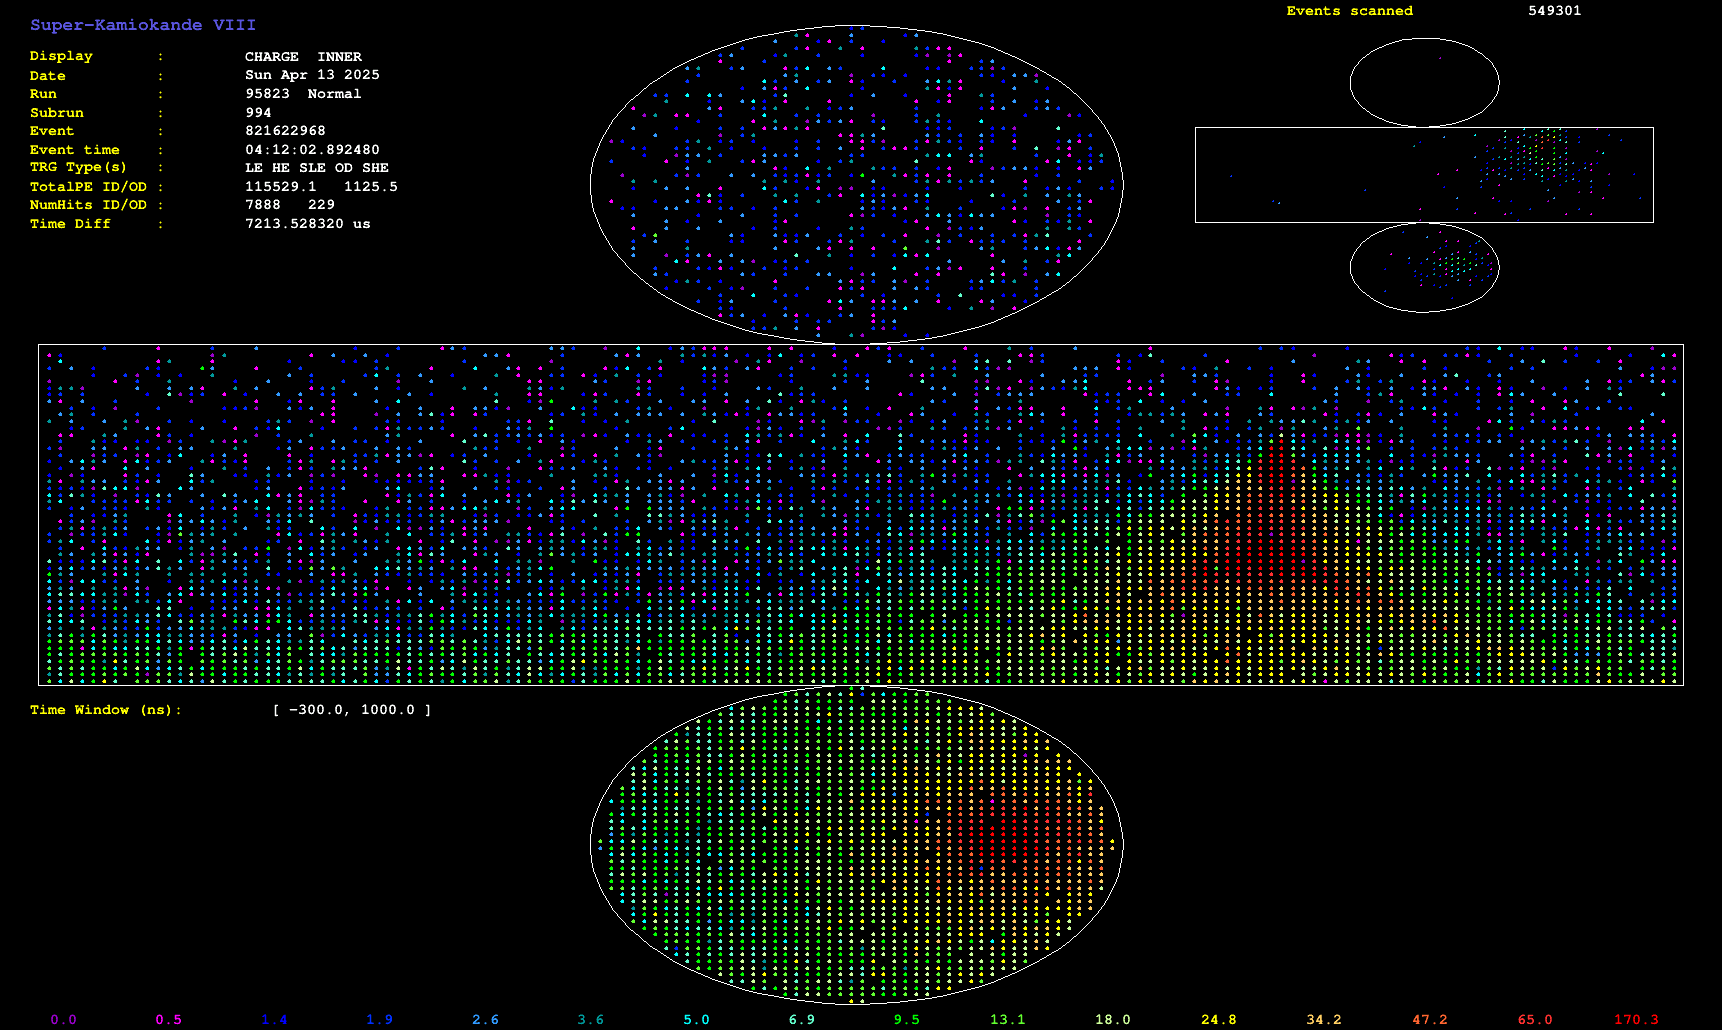 Super-Kamiokande VIII
Events scanned 549301
Display : CHARGE INNER
Date : Sun Apr 13 2025
Run : 95823 Normal
Subrun : 994
Event : 821622968
Event time : 04:12:02.892480
TRG Type(s) : LE HE SLE OD SHE
TotalPE ID/OD : 115529.1 1125.5
NumHits ID/OD : 7888 229
Time Diff : 7213.528320 us
Time Window (ns): [ -300.0, 1000.0 ]
0.0 0.5 1.4 1.9 2.6 3.6 5.0 6.9 9.5 13.1 18.0 24.8 34.2 47.2 65.0 170.3